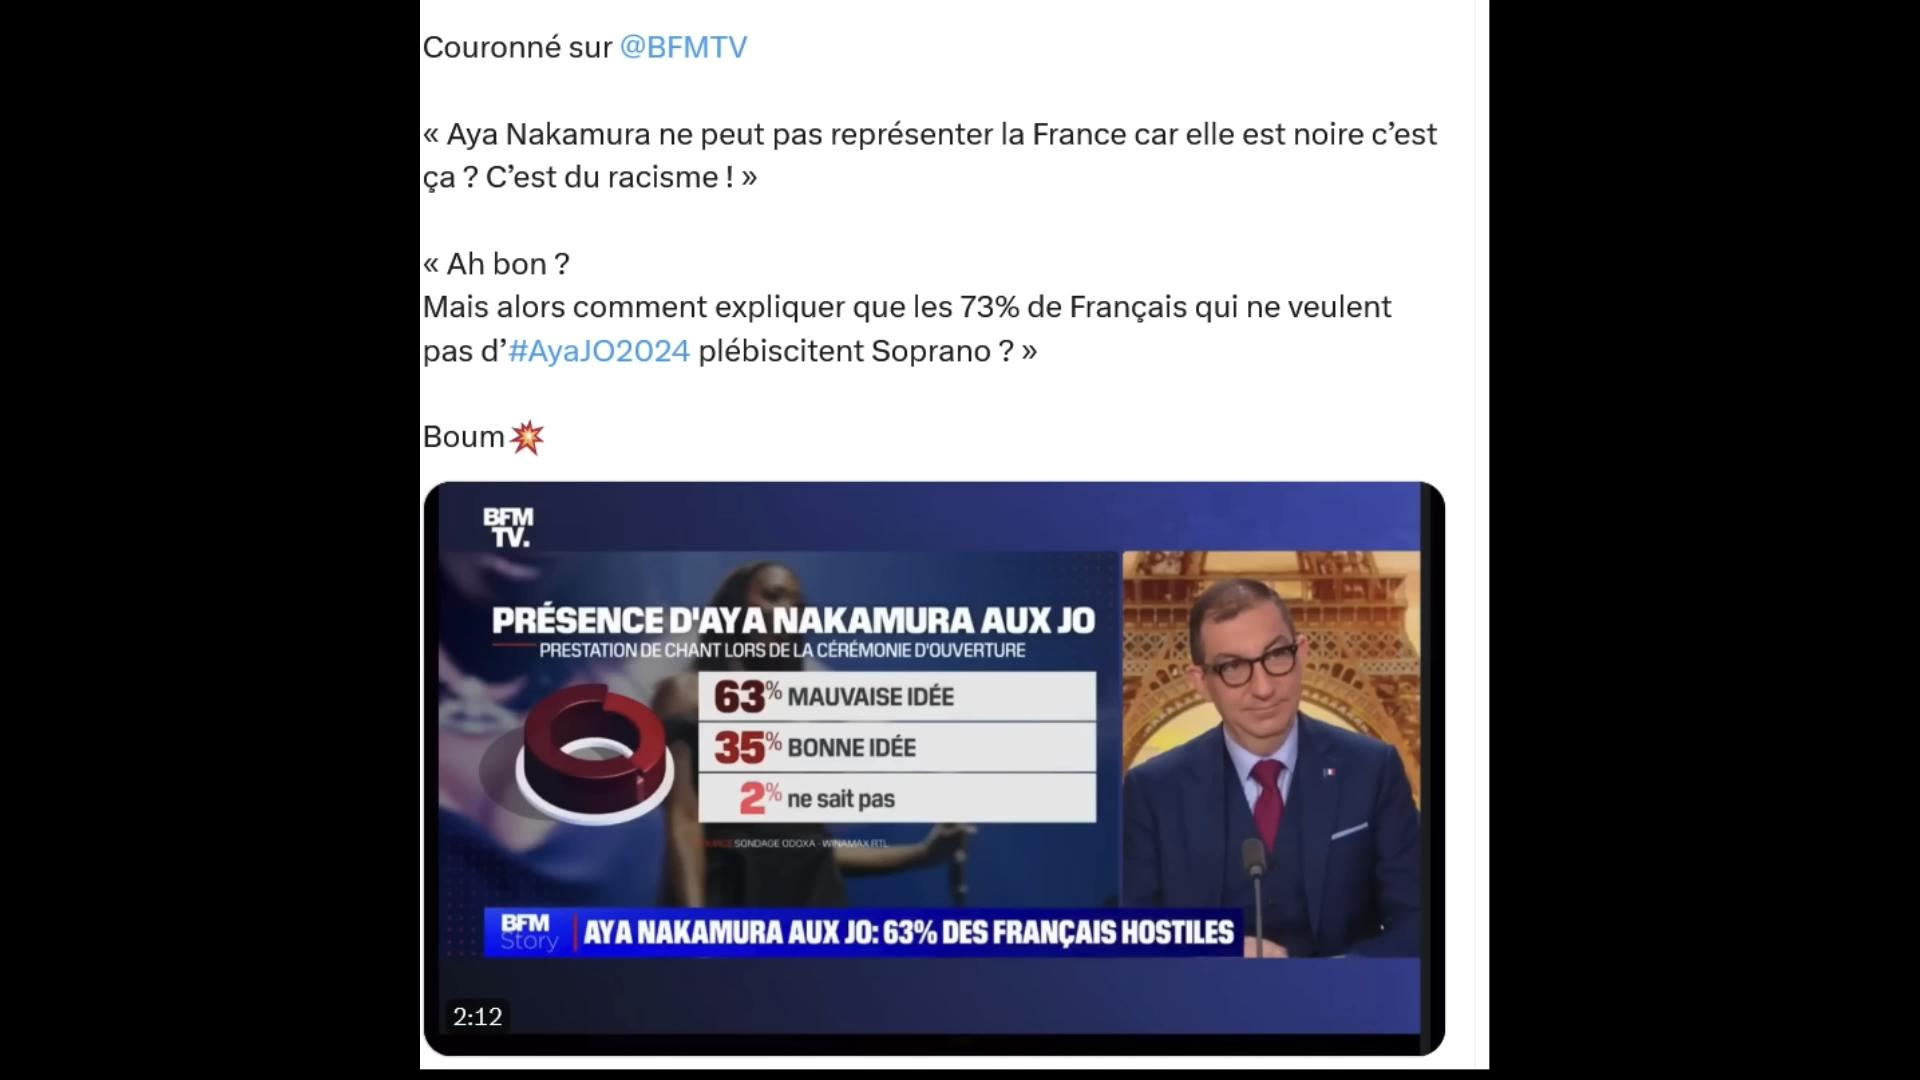 Couronné sur @BFMTV
« Aya Nakamura ne peut pas représenter la France car elle est noire c’est
ça ? C’est du racisme ! »
« Ah bon ?
Mais alors comment expliquer que les 73% de Français qui ne veulent
pas d’#AyaJO2024 plébiscitent Soprano ? »
Boum💥
BFM
TV.
PRÉSENCE D'AYA NAKAMURA AUX JO
PRESTATION DE CHANT LORS DE LA CÉRÉMONIE D'OUVERTURE
63% MAUVAISE IDÉE
35% BONNE IDÉE
2% ne sait pas
SOURCE SONDAGE ODOXA - WINAMAX RTL
BFM
Story
AYA NAKAMURA AUX JO: 63% DES FRANÇAIS HOSTILES
2:12